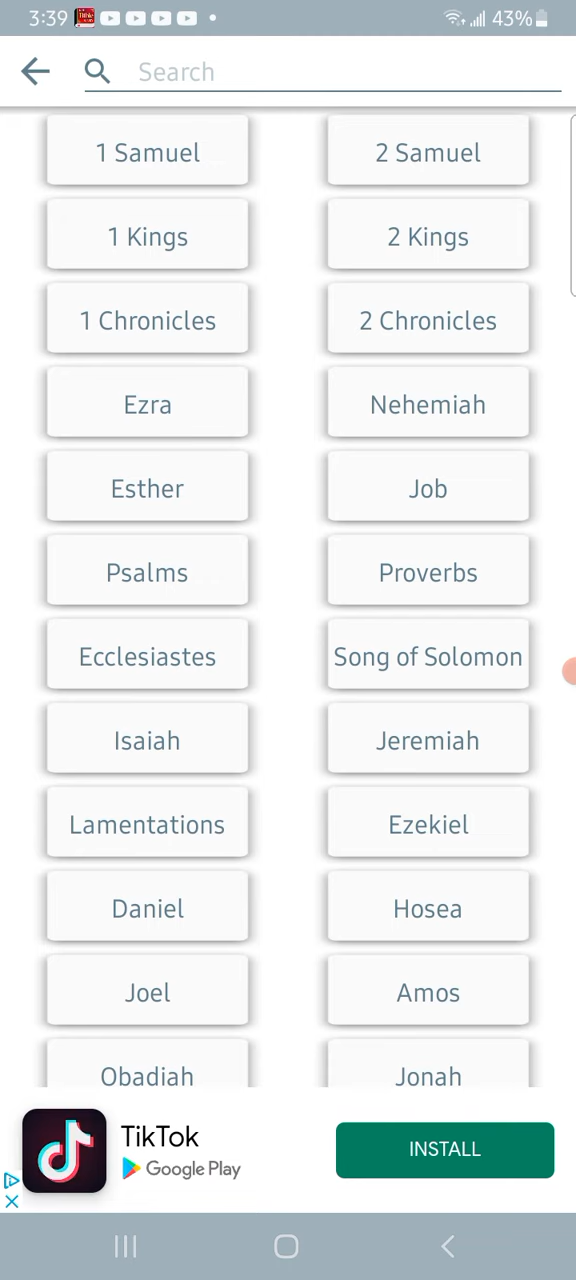 3:39 43%
Search
1 Samuel 2 Samuel
1 Kings 2 Kings
1 Chronicles 2 Chronicles
Ezra Nehemiah
Esther Job
Psalms Proverbs
Ecclesiastes Song of Solomon
Isaiah Jeremiah
Lamentations Ezekiel
Daniel Hosea
Joel Amos
Obadiah Jonah
TikTok
Google Play
INSTALL